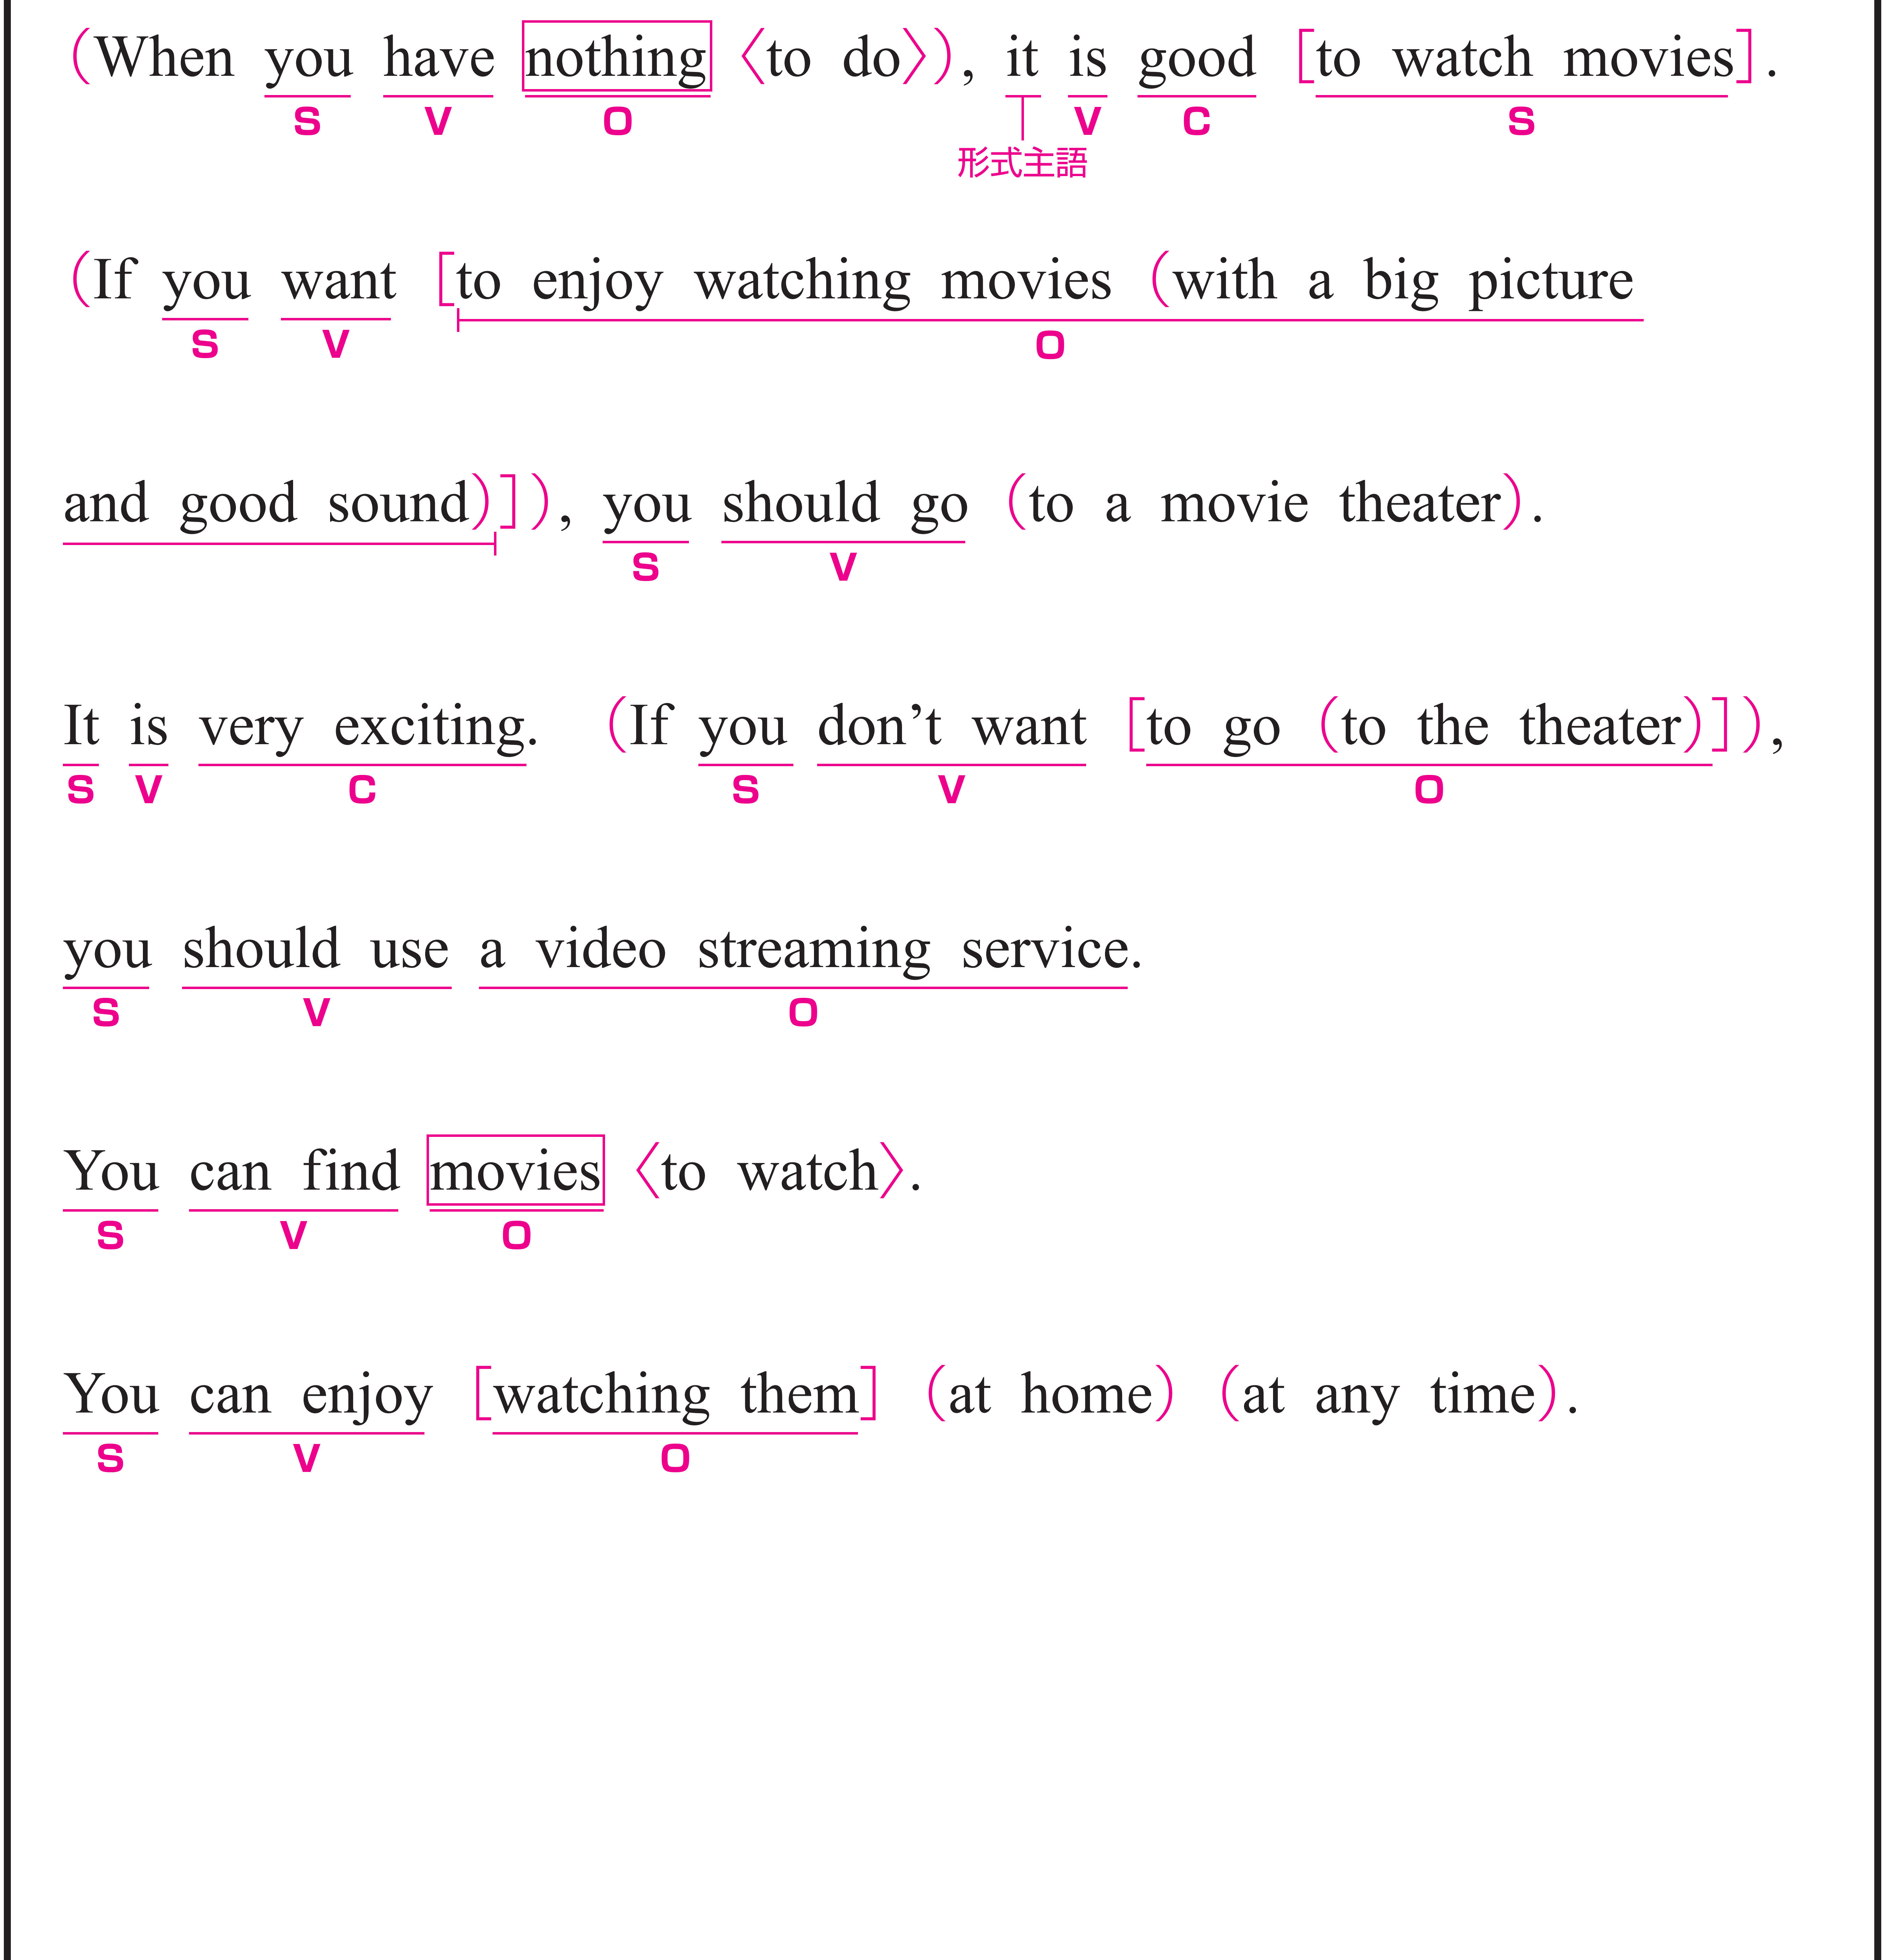 (When you have nothing 〈to do〉), it is good [to watch movies].
S V O V C S
形式主語
(If you want [to enjoy watching movies (with a big picture
S V O
and good sound)]), you should go (to a movie theater).
S V
It is very exciting. (If you don’t want [to go (to the theater)]),
S V C S V O
you should use a video streaming service.
S V O
You can find movies 〈to watch〉.
S V O
You can enjoy [watching them] (at home) (at any time).
S V O